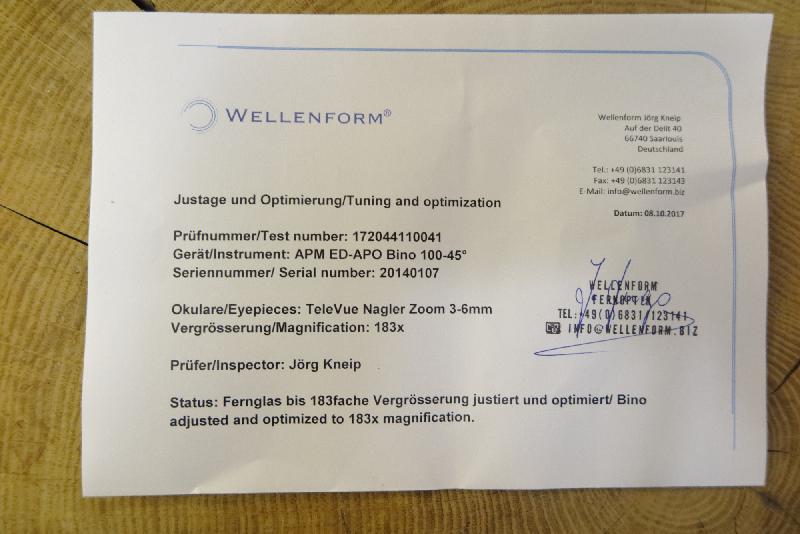 WELLENFORM®
Wellenform Jörg Kneip
Auf der Dellt 40
66740 Saarlouis
Deutschland
Tel.: +49 (0)6831 123141
Fax: +49 (0)6831 123143
E-Mail: info@wellenform.biz
Datum: 08.10.2017
Justage und Optimierung/Tuning and optimization
Prüfnummer/Test number: 172044110041
Gerät/Instrument: APM ED-APO Bino 100-45°
Seriennummer/ Serial number: 20140107
Okulare/Eyepieces: TeleVue Nagler Zoom 3-6mm
Vergrösserung/Magnification: 183x
WELLENFORM
FERNOPTIK
TEL:+49(0)6831/123141
INFO@WELLENFORM.BIZ
Prüfer/Inspector: Jörg Kneip
Status: Fernglas bis 183fache Vergrösserung justiert und optimiert/ Bino
adjusted and optimized to 183x magnification.